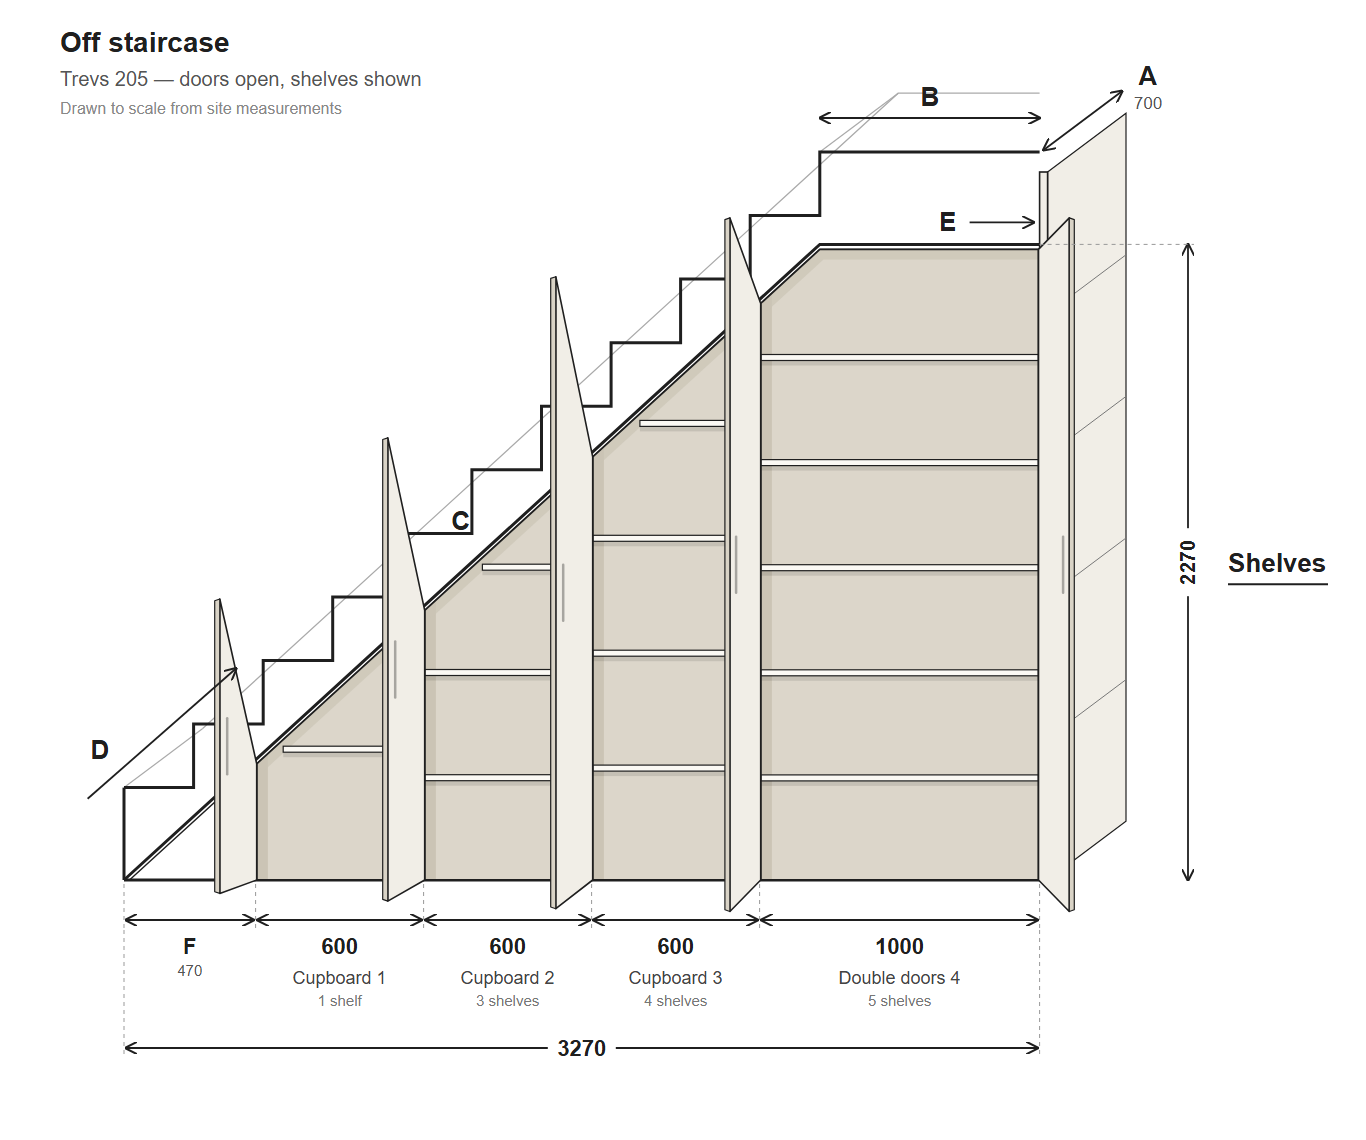 Off staircase
Trevs 205 — doors open, shelves shown
Drawn to scale from site measurements
A
700
B
E
C
D
2270
Shelves
F
470
600
Cupboard 1
1 shelf
600
Cupboard 2
3 shelves
600
Cupboard 3
4 shelves
1000
Double doors 4
5 shelves
3270